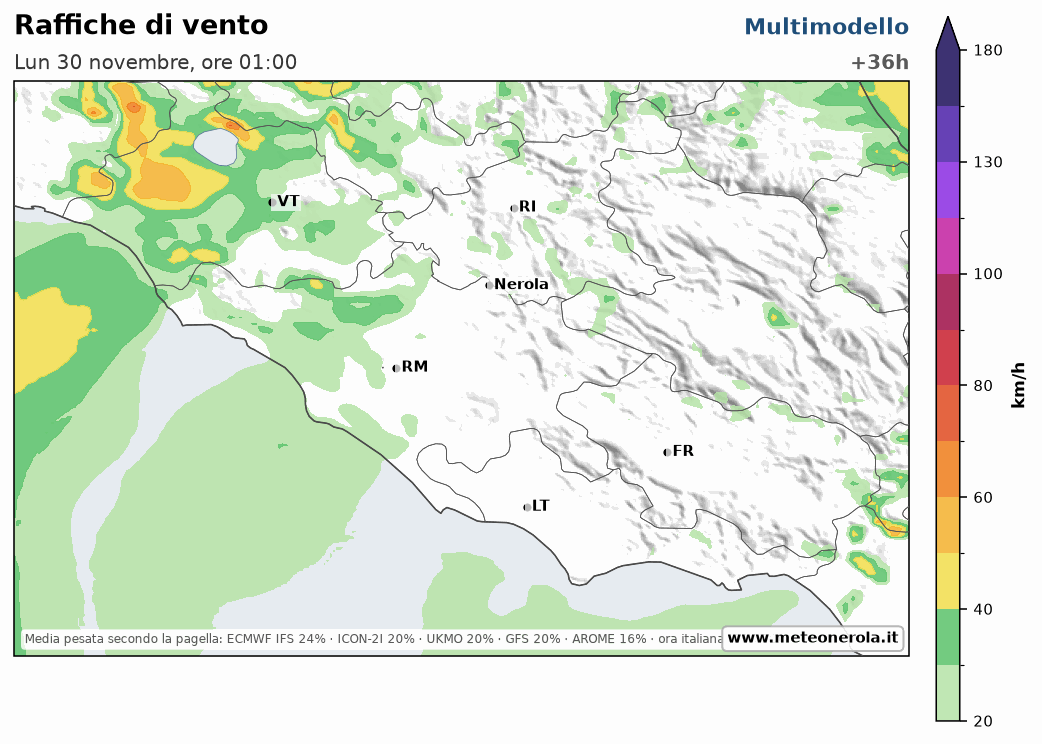 Raffiche di vento
Multimodello
Lun 30 novembre, ore 01:00
+36h
VT
RI
Nerola
RM
FR
LT
Media pesata secondo la pagella: ECMWF IFS 24% · ICON-2I 20% · UKMO 20% · GFS 20% · AROME 16% · ora italiana
www.meteonerola.it
180
130
100
80
60
40
20
km/h